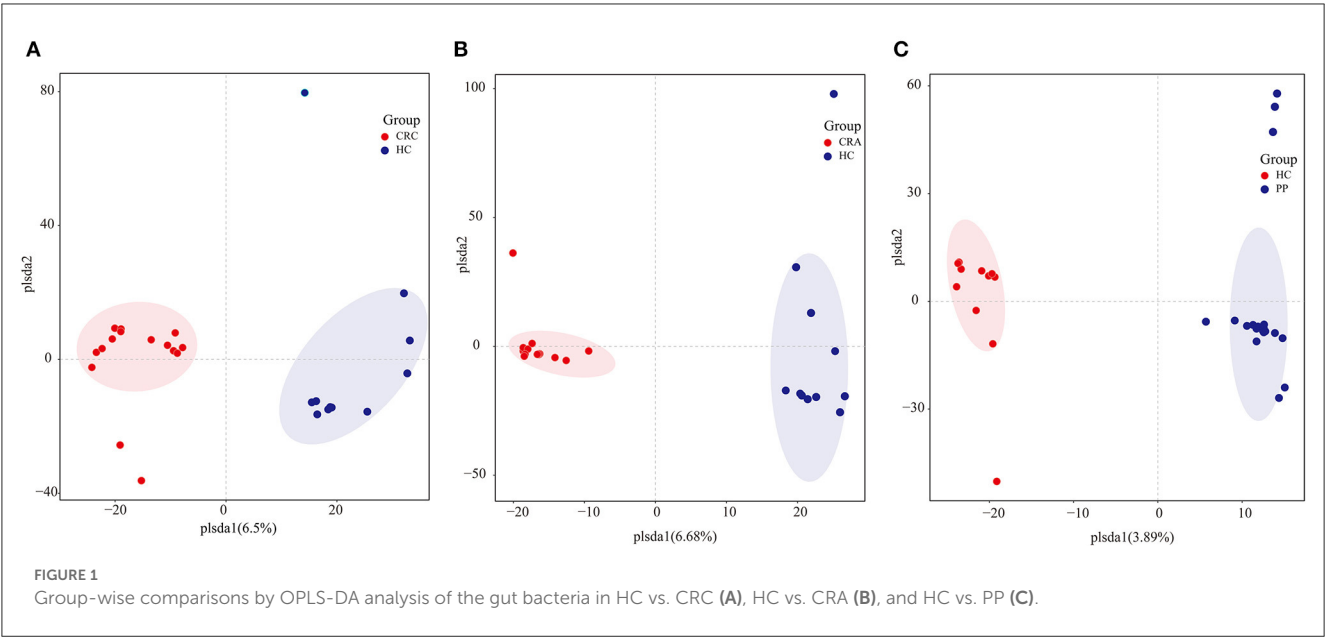 A
80
40
0
−40
−20
0
20
plsda2
plsda1(6.5%)
Group
CRC
HC
B
100
50
0
−50
−20
−10
0
10
20
plsda2
plsda1(6.68%)
Group
CRA
HC
C
60
30
0
−30
−20
−10
0
10
plsda2
plsda1(3.89%)
Group
HC
PP
FIGURE 1
Group-wise comparisons by OPLS-DA analysis of the gut bacteria in HC vs. CRC (A), HC vs. CRA (B), and HC vs. PP (C).